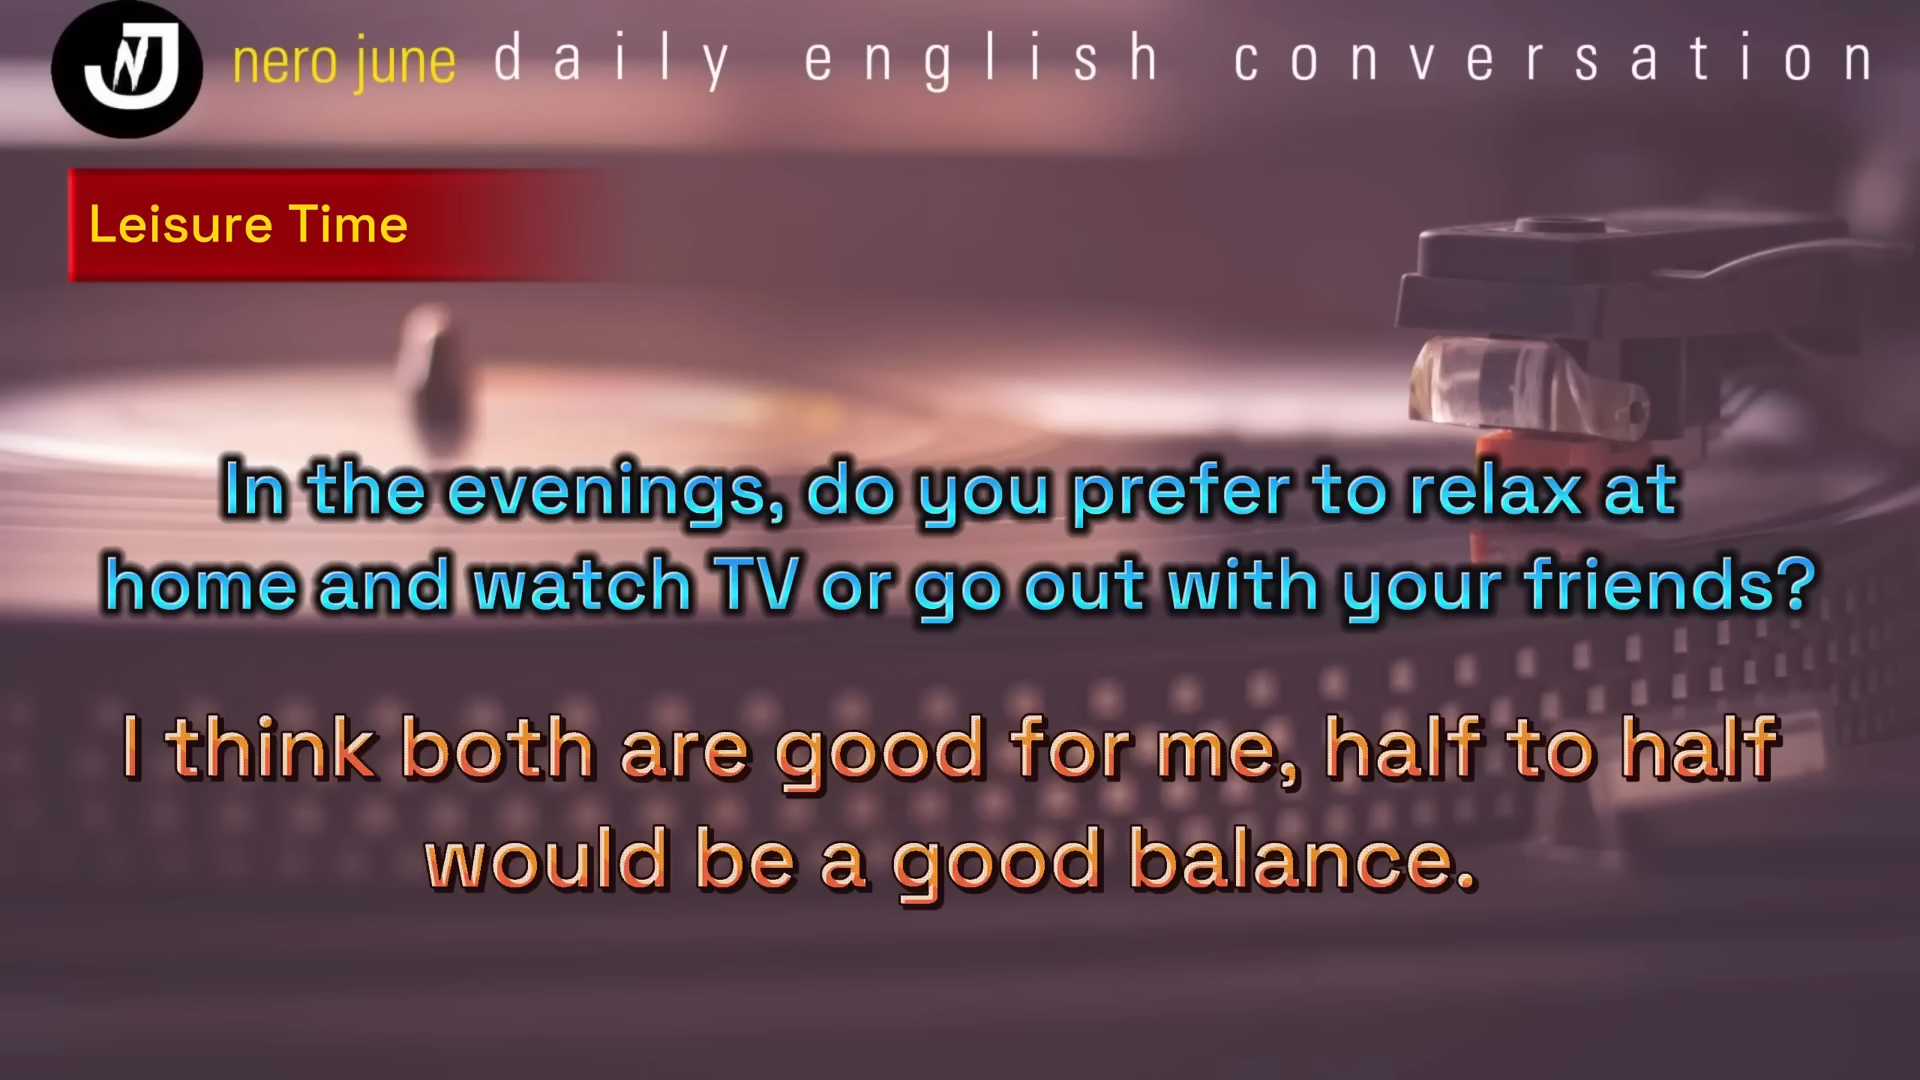 NJ
nero june daily english conversation
Leisure Time
In the evenings, do you prefer to relax at
home and watch TV or go out with your friends?
I think both are good for me, half to half
would be a good balance.